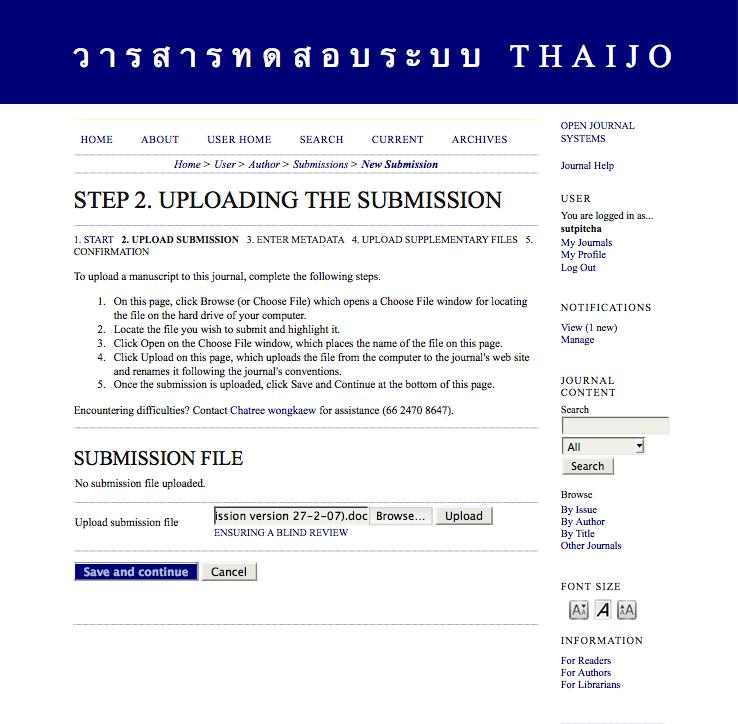 วารสารทดสอบระบบ THAIJO
HOME ABOUT USER HOME SEARCH CURRENT ARCHIVES
Home > User > Author > Submissions > New Submission
STEP 2. UPLOADING THE SUBMISSION
1. START 2. UPLOAD SUBMISSION 3. ENTER METADATA 4. UPLOAD SUPPLEMENTARY FILES 5.
CONFIRMATION
To upload a manuscript to this journal, complete the following steps.
1. On this page, click Browse (or Choose File) which opens a Choose File window for locating
the file on the hard drive of your computer.
2. Locate the file you wish to submit and highlight it.
3. Click Open on the Choose File window, which places the name of the file on this page.
4. Click Upload on this page, which uploads the file from the computer to the journal's web site
and renames it following the journal's conventions.
5. Once the submission is uploaded, click Save and Continue at the bottom of this page.
Encountering difficulties? Contact Chatree wongkaew for assistance (66 2470 8647).
SUBMISSION FILE
No submission file uploaded.
Upload submission file ission version 27-2-07).doc Browse... Upload
ENSURING A BLIND REVIEW
Save and continue Cancel
OPEN JOURNAL
SYSTEMS
Journal Help
USER
You are logged in as...
sutpitcha
My Journals
My Profile
Log Out
NOTIFICATIONS
View (1 new)
Manage
JOURNAL
CONTENT
Search
All
Search
Browse
By Issue
By Author
By Title
Other Journals
FONT SIZE
A A A
INFORMATION
For Readers
For Authors
For Librarians